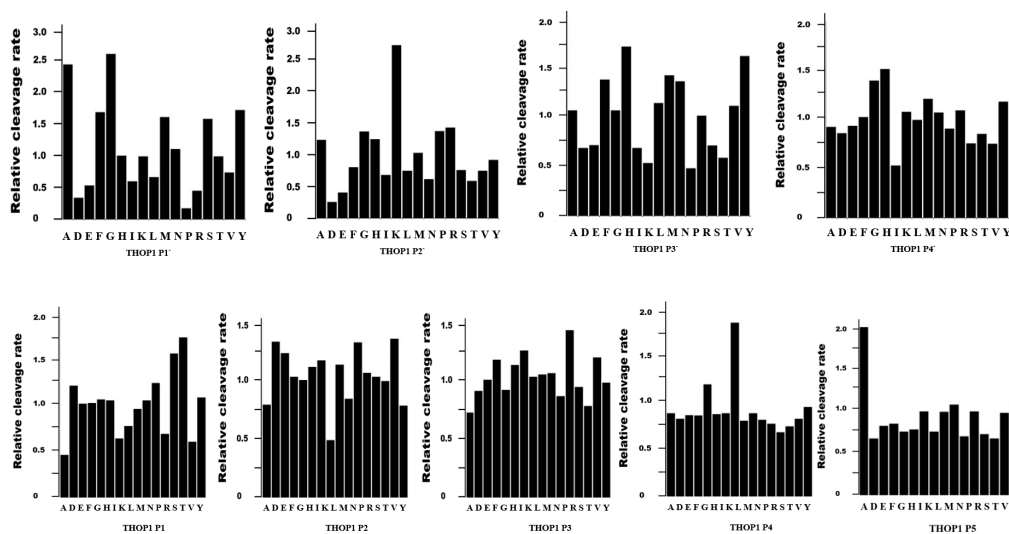 Relative cleavage rate
3.0
2.5
1.5
1.0
0.5
0
A D E F G H I K L M N P R S T V Y
THOP1 P1`
Relative cleavage rate
3.0
2.5
1.5
1.0
0.5
0
A D E F G H I K L M N P R S T V Y
THOP1 P2`
Relative cleavage rate
2.0
1.5
1.0
0.5
0
A D E F G H I K L M N P R S T V Y
THOP1 P3`
Relative cleavage rate
2.0
1.5
1.0
0.5
0
A D E F G H I K L M N P R S T V Y
THOP1 P4`
Relative cleavage rate
2.0
1.5
1.0
0.5
0
A D E F G H I K L M N P R S T V Y
THOP1 P1
Relative cleavage rate
1.5
1.0
0.5
0
A D E F G H I K L M N P R S T V Y
THOP1 P2
Relative cleavage rate
1.5
1.0
0.5
0
A D E F G H I K L M N P R S T V Y
THOP1 P3
Relative cleavage rate
2.0
1.5
1.0
0.5
0
A D E F G H I K L M N P R S T V Y
THOP1 P4
Relative cleavage rate
2.0
1.5
1.0
0.5
0
A D E F G H I K L M N P R S T V Y
THOP1 P5